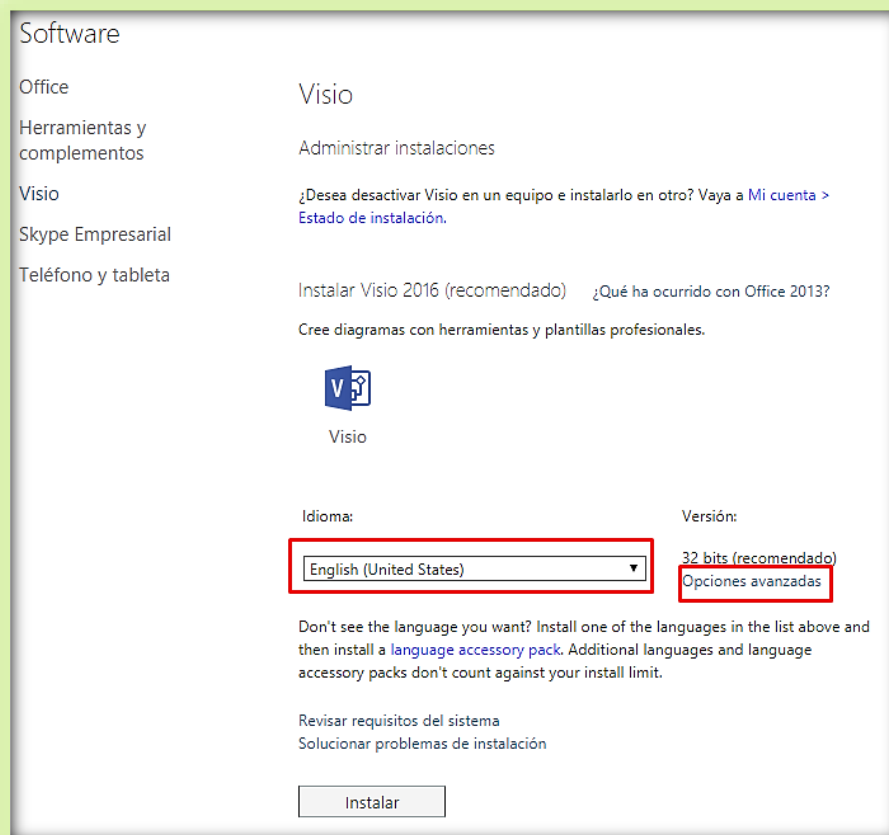 Software
Office
Herramientas y
complementos
Visio
Skype Empresarial
Teléfono y tableta
Visio
Administrar instalaciones
¿Desea desactivar Visio en un equipo e instalarlo en otro? Vaya a Mi cuenta >
Estado de instalación.
Instalar Visio 2016 (recomendado) ¿Qué ha ocurrido con Office 2013?
Cree diagramas con herramientas y plantillas profesionales.
V
Visio
Idioma: Versión:
English (United States) 32 bits (recomendado)
Opciones avanzadas
Don't see the language you want? Install one of the languages in the list above and
then install a language accessory pack. Additional languages and language
accessory packs don't count against your install limit.
Revisar requisitos del sistema
Solucionar problemas de instalación
Instalar